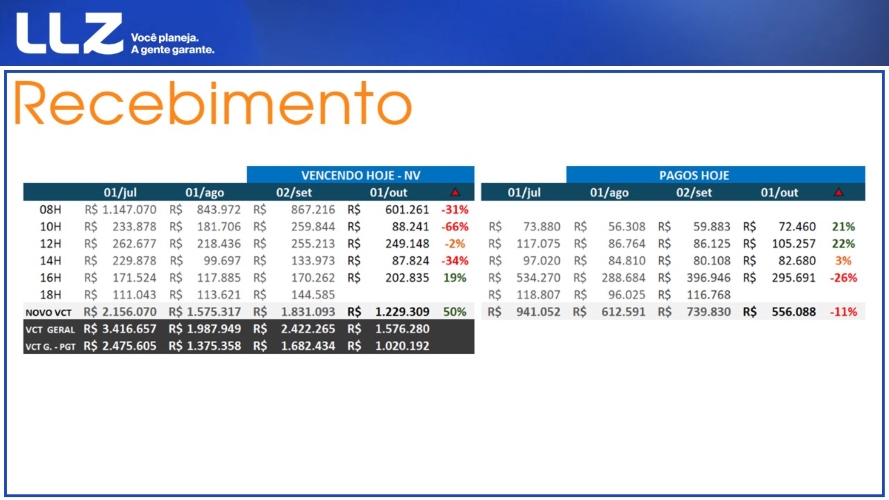 LLZ Você planeja.
A gente garante.
Recebimento
VENCENDO HOJE - NV PAGOS HOJE
01/jul 01/ago 02/set 01/out 01/jul 01/ago 02/set 01/out
08H R$ 1.147.070 R$ 843.972 R$ 867.216 R$ 601.261 -31%
10H R$ 233.878 R$ 181.706 R$ 259.844 R$ 88.241 -66% R$ 73.880 R$ 56.308 R$ 59.883 R$ 72.460 21%
12H R$ 262.677 R$ 218.436 R$ 255.213 R$ 249.148 -2% R$ 117.075 R$ 86.764 R$ 86.125 R$ 105.257 22%
14H R$ 229.878 R$ 99.697 R$ 133.973 R$ 87.824 -34% R$ 97.020 R$ 84.810 R$ 80.108 R$ 82.680 3%
16H R$ 171.524 R$ 117.885 R$ 170.262 R$ 202.835 19% R$ 534.270 R$ 288.684 R$ 396.946 R$ 295.691 -26%
18H R$ 111.043 R$ 113.621 R$ 144.585 R$ 118.807 R$ 96.025 R$ 116.768
NOVO VCT R$ 2.156.070 R$ 1.575.317 R$ 1.831.093 R$ 1.229.309 50% R$ 941.052 R$ 612.591 R$ 739.830 R$ 556.088 -11%
VCT GERAL R$ 3.416.657 R$ 1.987.949 R$ 2.422.265 R$ 1.576.280
VCT G. - PGT R$ 2.475.605 R$ 1.375.358 R$ 1.682.434 R$ 1.020.192